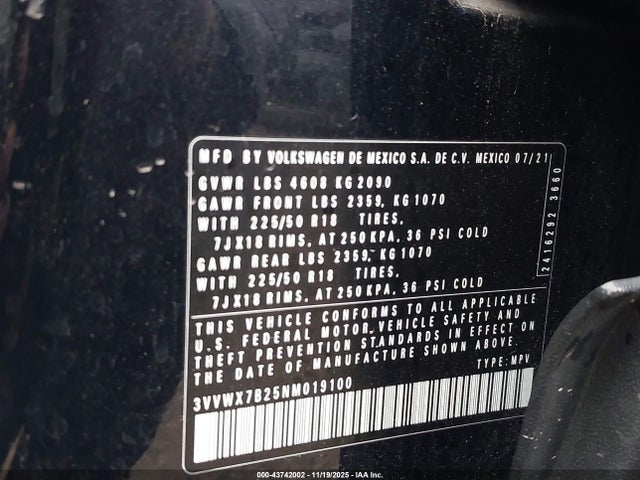 MFD BY VOLKSWAGEN DE MEXICO S.A. DE C.V. MEXICO 07/21
GVWR LBS 4608 KG 2090
GAWR FRONT LBS 2359, KG 1070
WITH 225/50 R18 TIRES,
7JX18 RIMS, AT 250 KPA, 36 PSI COLD
GAWR REAR LBS 2359, KG 1070
WITH 225/50 R18 TIRES,
7JX18 RIMS, AT 250 KPA, 36 PSI COLD
THIS VEHICLE CONFORMS TO ALL APPLICABLE
U.S. FEDERAL MOTOR VEHICLE SAFETY AND
THEFT PREVENTION STANDARDS IN EFFECT ON
THE DATE OF MANUFACTURE SHOWN ABOVE.
TYPE: MPV
3VVWX7B25NM019100
2416292 3660
000-43742002 - 11/19/2025 - IAA Inc.